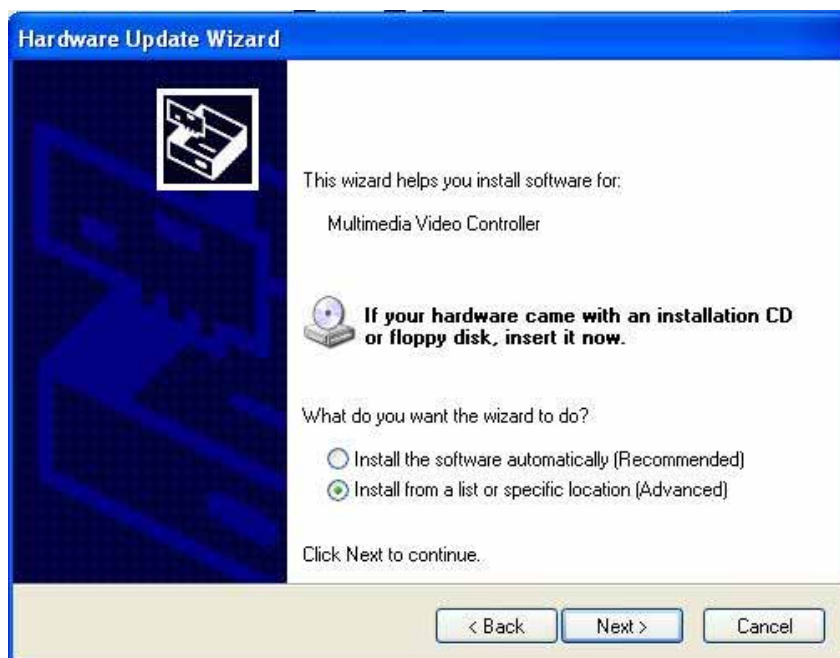 Hardware Update Wizard
This wizard helps you install software for:
Multimedia Video Controller
If your hardware came with an installation CD
or floppy disk, insert it now.
What do you want the wizard to do?
Install the software automatically (Recommended)
Install from a list or specific location (Advanced)
Click Next to continue.
< Back Next > Cancel